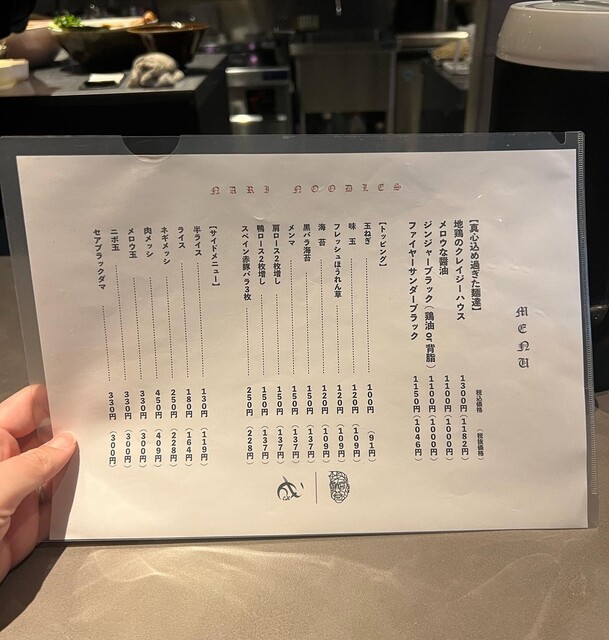 NARI NOODLES
MENU
税込価格 (税抜価格)
【真心込め過ぎた麺達】
地鶏のクレイジーハウス 1300円 (1182円)
メロウな醤油 1100円 (1000円)
ジンジャーブラック (鶏油 or 背脂) 1100円 (1000円)
ファイヤーサンダーブラック 1150円 (1046円)
【トッピング】
玉ねぎ 100円 (91円)
味玉 120円 (109円)
フレッシュほうれん草 120円 (109円)
海苔 120円 (109円)
黒バラ海苔 150円 (137円)
メンマ 150円 (137円)
肩ロース2枚増し 150円 (137円)
鴨ロース2枚増し 150円 (137円)
スペイン赤豚バラ3枚 250円 (228円)
【サイドメニュー】
半ライス 130円 (119円)
ライス 180円 (164円)
ネギメッシ 250円 (228円)
肉メッシ 450円 (409円)
メロウ玉 330円 (300円)
ニボ玉 330円 (300円)
セアブラックダマ 330円 (300円)